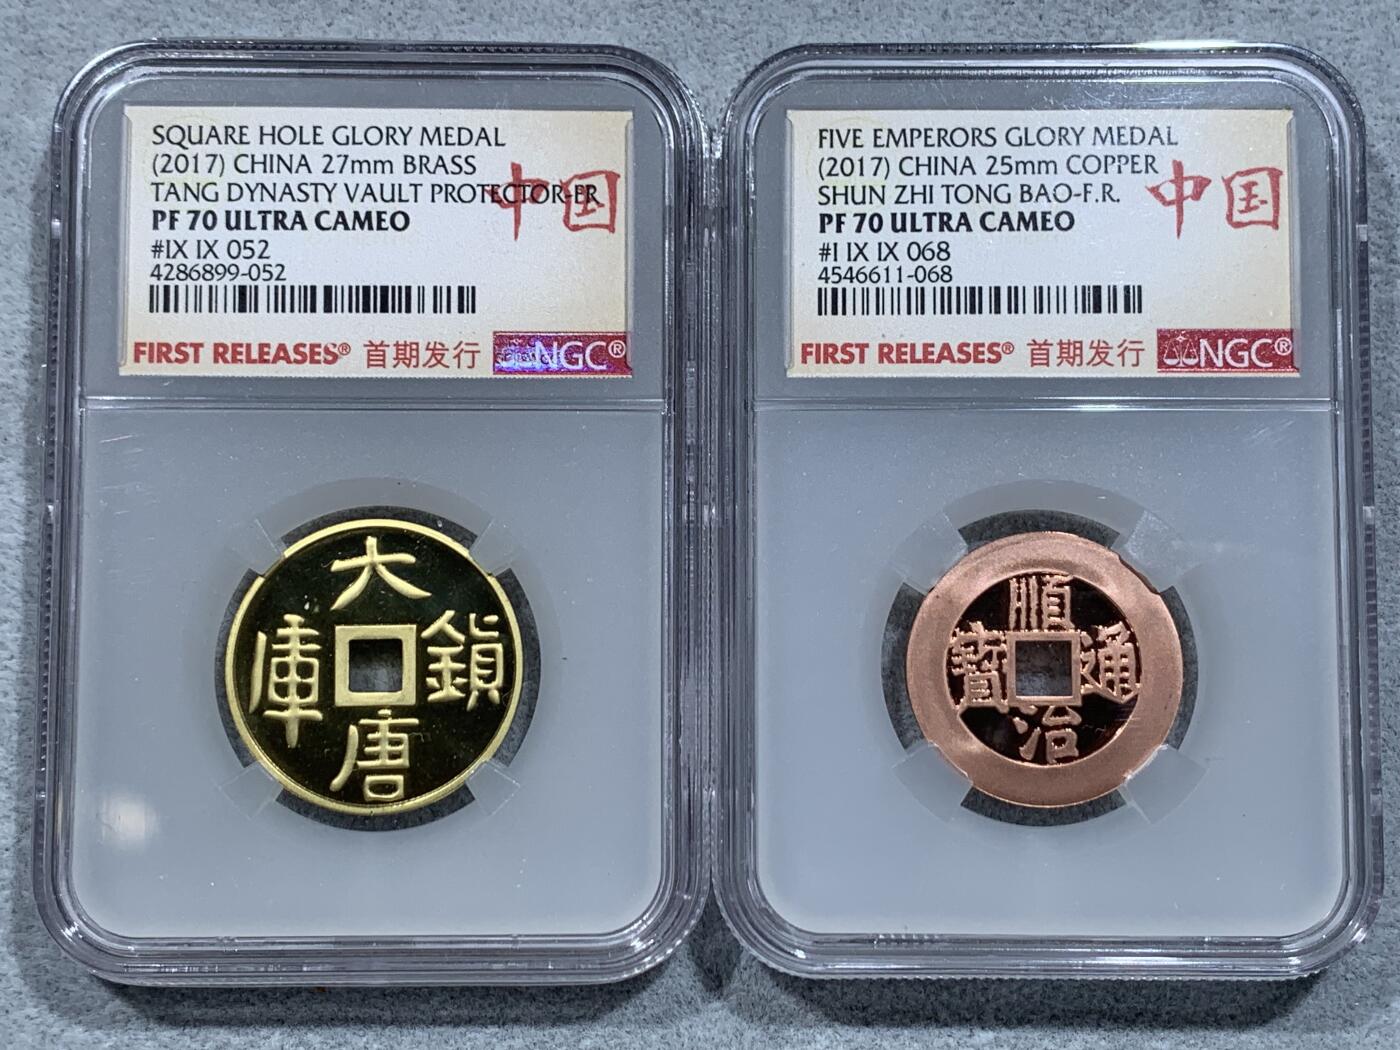 SQUARE HOLE GLORY MEDAL
(2017) CHINA 27mm BRASS
TANG DYNASTY VAULT PROTECTOR-FR
PF 70 ULTRA CAMEO
#IX IX 052
4286899-052
中国
FIRST RELEASES® 首期发行 NGC®
大
庫 鎮
唐
FIVE EMPERORS GLORY MEDAL
(2017) CHINA 25mm COPPER
SHUN ZHI TONG BAO-F.R.
PF 70 ULTRA CAMEO
#I IX IX 068
4546611-068
中国
FIRST RELEASES® 首期发行 NGC®
順
寶 通
治